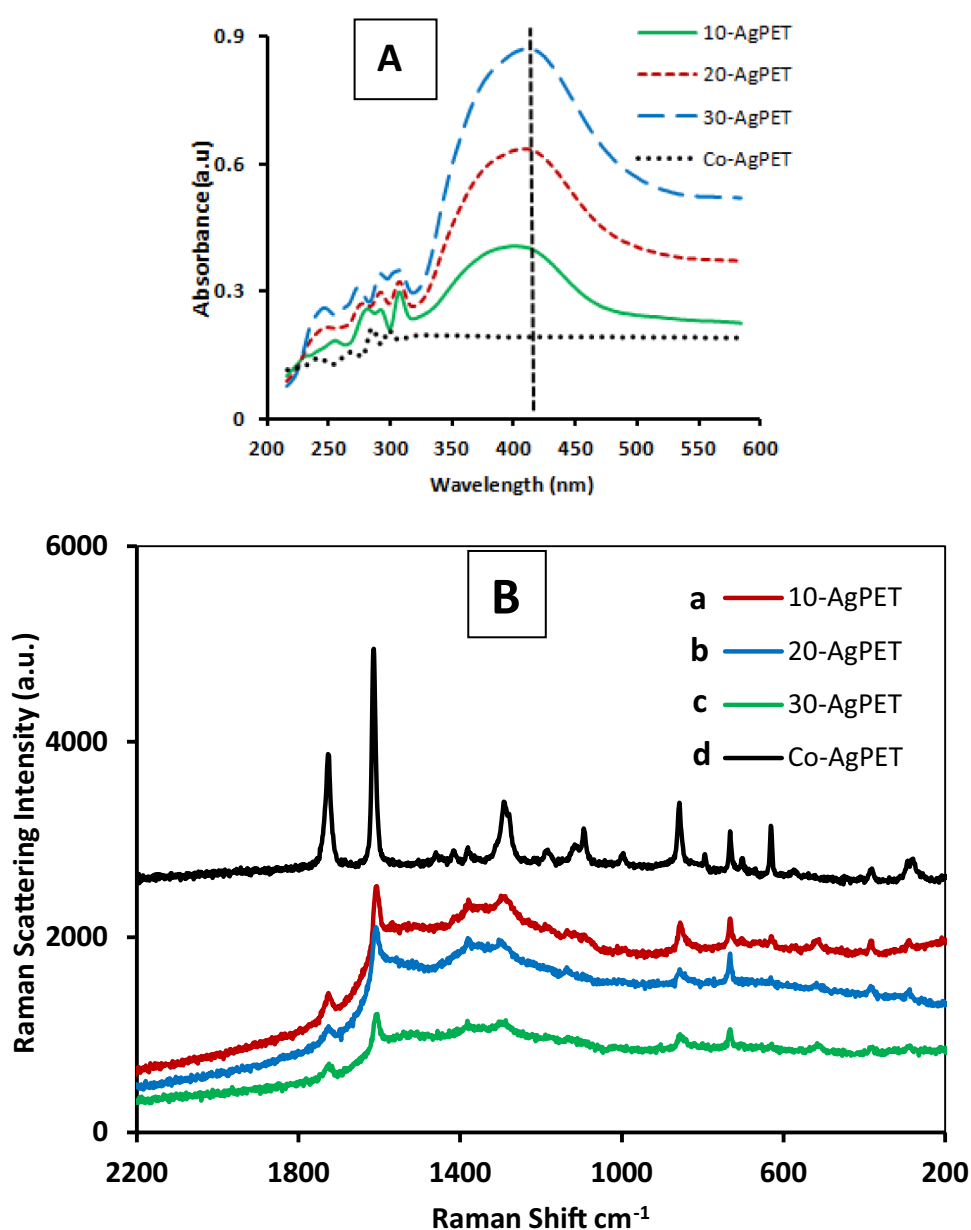 A
10-AgPET
20-AgPET
30-AgPET
Co-AgPET
Absorbance (a.u)
0.9
0.6
0.3
0
200 250 300 350 400 450 500 550 600
Wavelength (nm)
B
a 10-AgPET
b 20-AgPET
c 30-AgPET
d Co-AgPET
Raman Scattering Intensity (a.u.)
6000
4000
2000
0
2200 1800 1400 1000 600 200
Raman Shift cm⁻¹